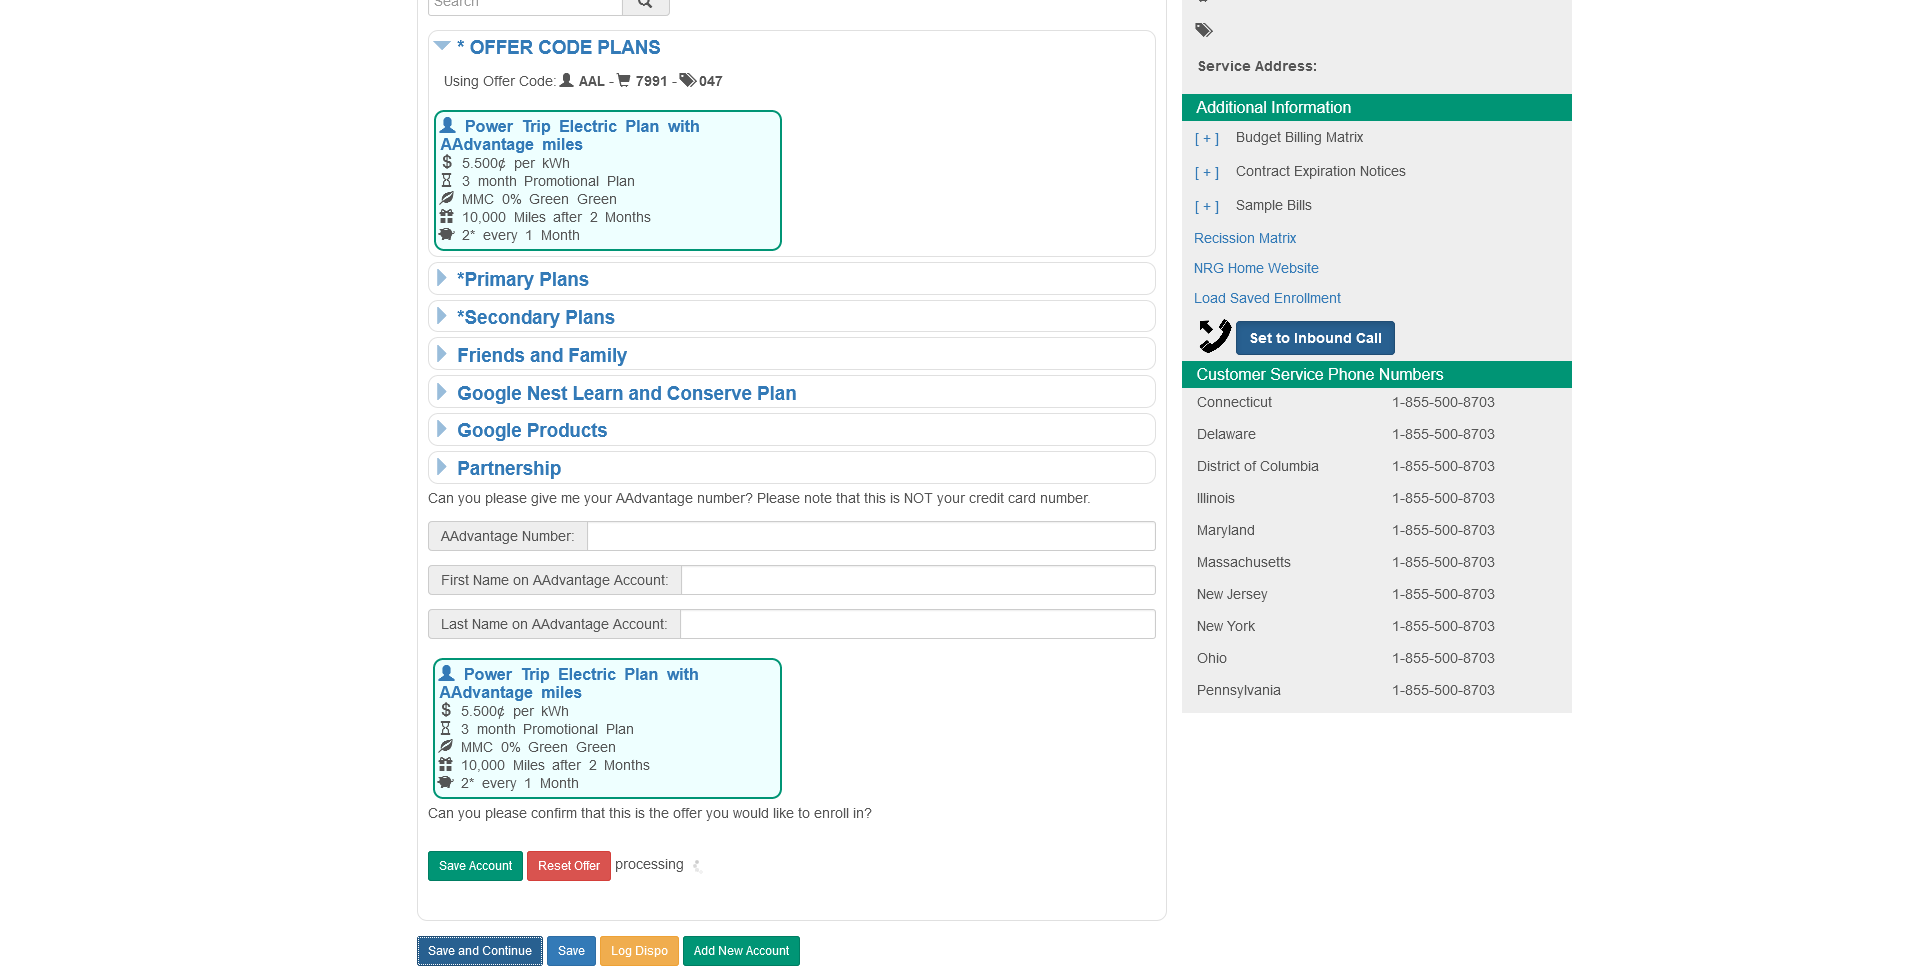 Search
* OFFER CODE PLANS
Using Offer Code: AAL - 7991 - 047
Power Trip Electric Plan with
AAdvantage miles
5.500¢ per kWh
3 month Promotional Plan
MMC 0% Green Green
10,000 Miles after 2 Months
2* every 1 Month
*Primary Plans
*Secondary Plans
Friends and Family
Google Nest Learn and Conserve Plan
Google Products
Partnership
Can you please give me your AAdvantage number? Please note that this is NOT your credit card number.
AAdvantage Number:
First Name on AAdvantage Account:
Last Name on AAdvantage Account:
Power Trip Electric Plan with
AAdvantage miles
5.500¢ per kWh
3 month Promotional Plan
MMC 0% Green Green
10,000 Miles after 2 Months
2* every 1 Month
Can you please confirm that this is the offer you would like to enroll in?
Save Account Reset Offer processing
Save and Continue Save Log Dispo Add New Account
Service Address:
Additional Information
[ + ] Budget Billing Matrix
[ + ] Contract Expiration Notices
[ + ] Sample Bills
Recission Matrix
NRG Home Website
Load Saved Enrollment
Set to Inbound Call
Customer Service Phone Numbers
Connecticut 1-855-500-8703
Delaware 1-855-500-8703
District of Columbia 1-855-500-8703
Illinois 1-855-500-8703
Maryland 1-855-500-8703
Massachusetts 1-855-500-8703
New Jersey 1-855-500-8703
New York 1-855-500-8703
Ohio 1-855-500-8703
Pennsylvania 1-855-500-8703